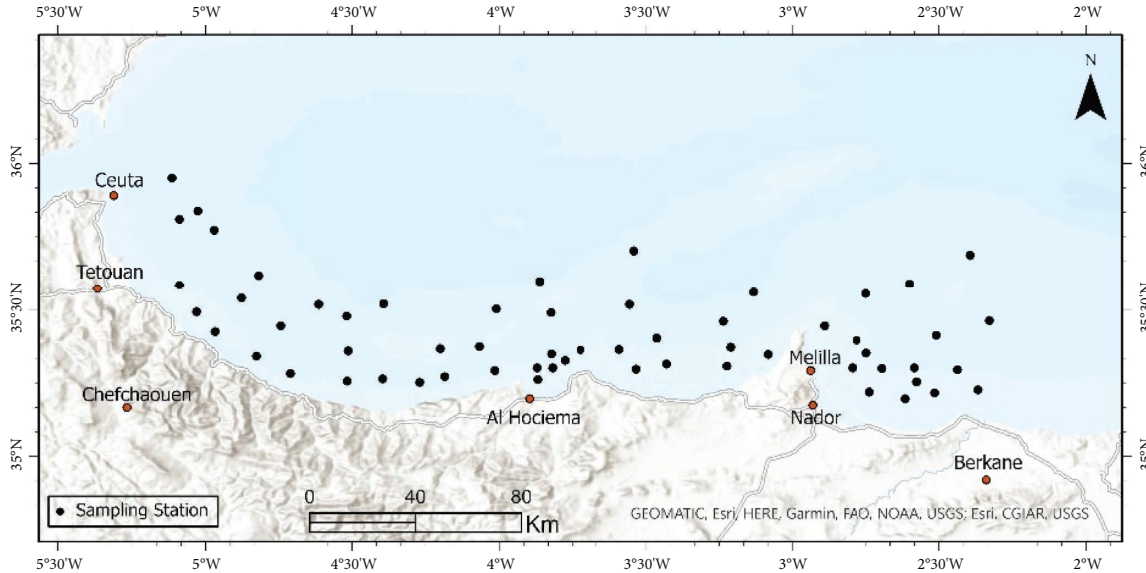 5°30'W 5°W 4°30'W 4°W 3°30'W 3°W 2°30'W 2°W
N
36°N 36°N
Ceuta
Tetouan
35°30'N 35°30'N
Melilla
Chefchaouen
Al Hociema Nador
35°N 35°N
Berkane
0 40 80
Km
Sampling Station
GEOMATIC, Esri, HERE, Garmin, FAO, NOAA, USGS; Esri, CGIAR, USGS
5°30'W 5°W 4°30'W 4°W 3°30'W 3°W 2°30'W 2°W